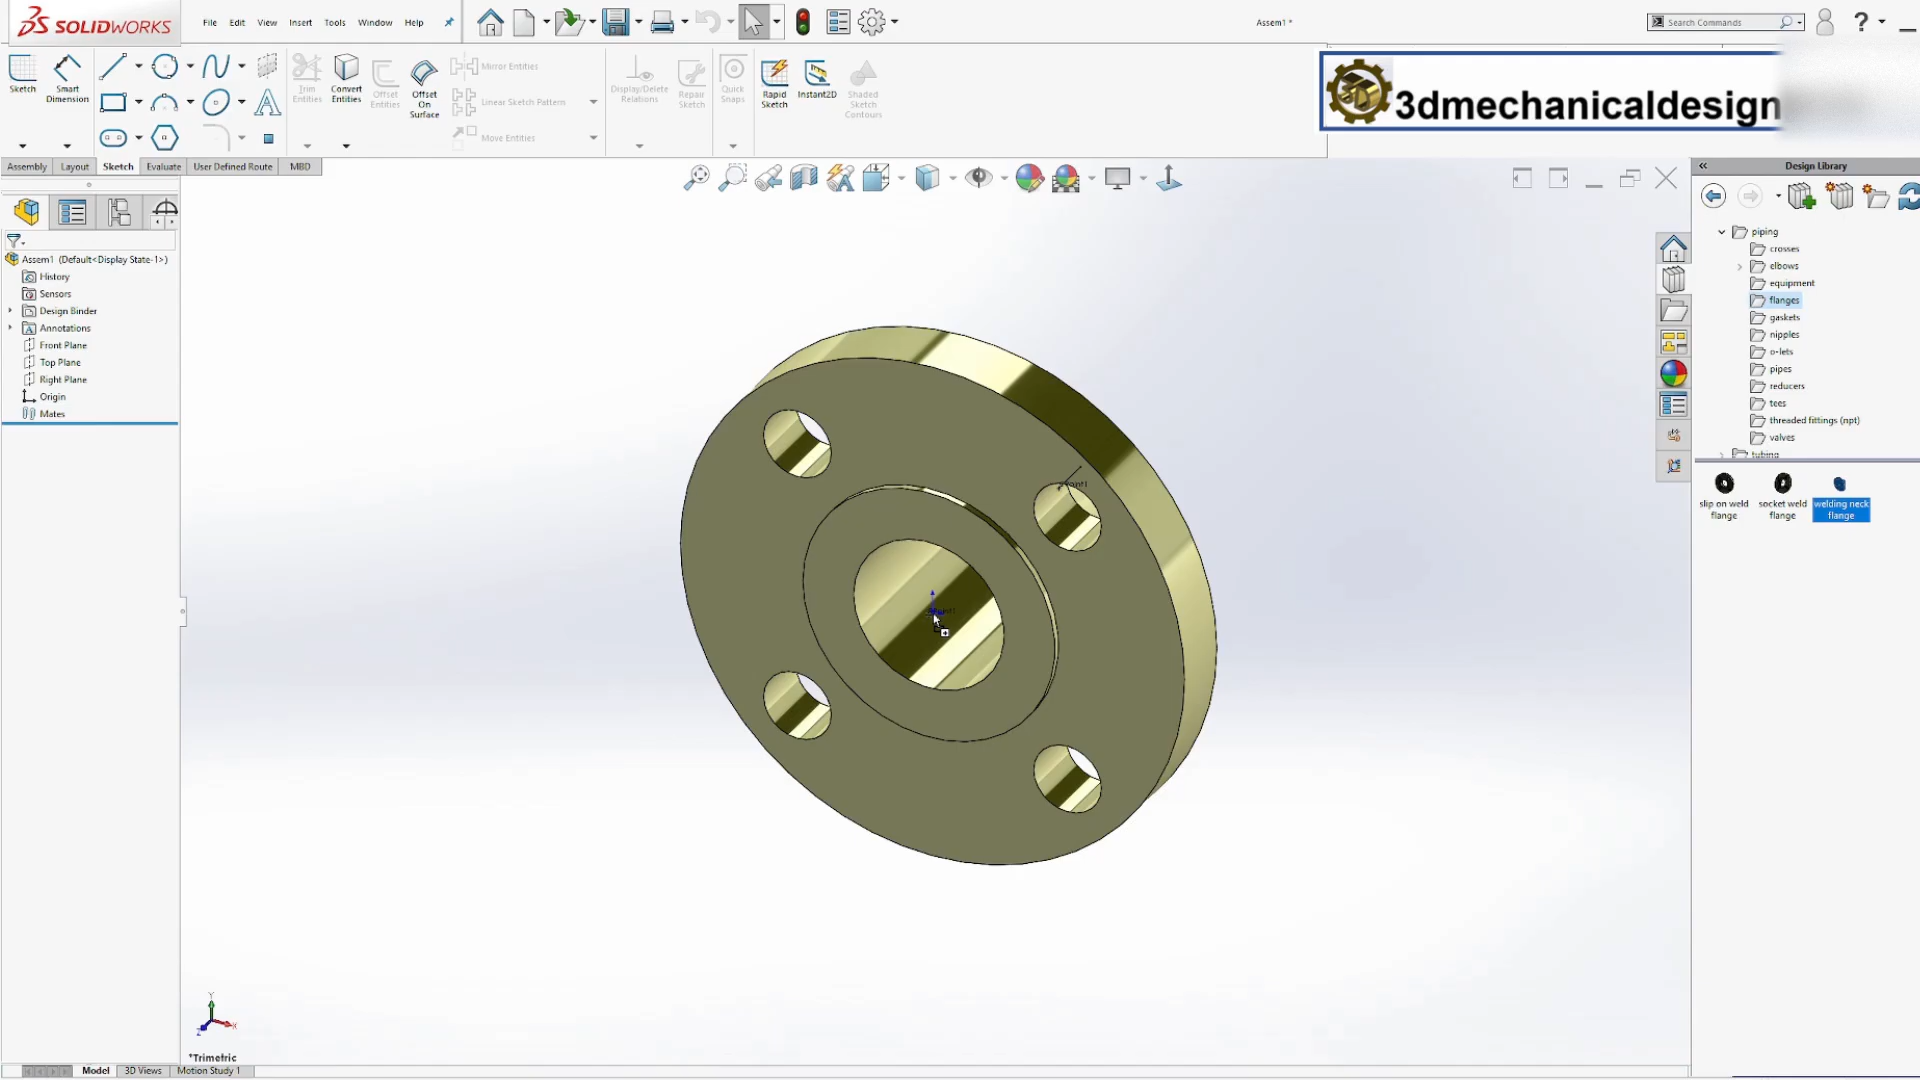 SOLIDWORKS
File Edit View Insert Tools Window Help
Assem1 *
Search Commands
?
Sketch
Smart Dimension
Trim Entities
Convert Entities
Offset Entities
Offset On Surface
Mirror Entities
Linear Sketch Pattern
Move Entities
Display/Delete Relations
Repair Sketch
Quick Snaps
Rapid Sketch
Instant2D
Shaded Sketch Contours
3dmechanicaldesign
Assembly Layout Sketch Evaluate User Defined Route MBD
Assem1 (Default<Display State-1>)
History
Sensors
Design Binder
Annotations
Front Plane
Top Plane
Right Plane
Origin
Mates
Design Library
piping
crosses
elbows
equipment
flanges
gaskets
nipples
o-lets
pipes
reducers
tees
threaded fittings (npt)
valves
tubing
slip on weld flange
socket weld flange
welding neck flange
Y
X
Z
*Trimetric
Model 3D Views Motion Study 1